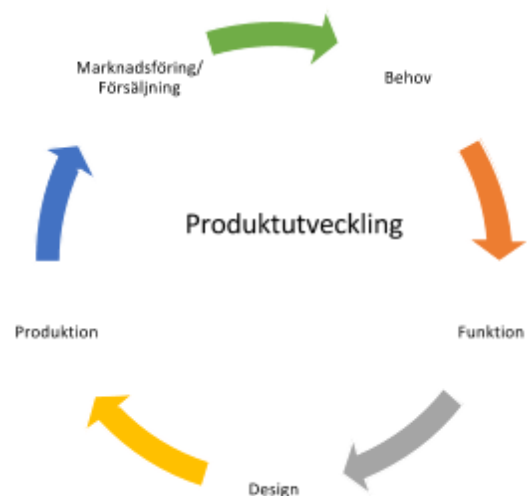 Marknadsföring/
Försäljning
Behov
Produktutveckling
Produktion
Funktion
Design